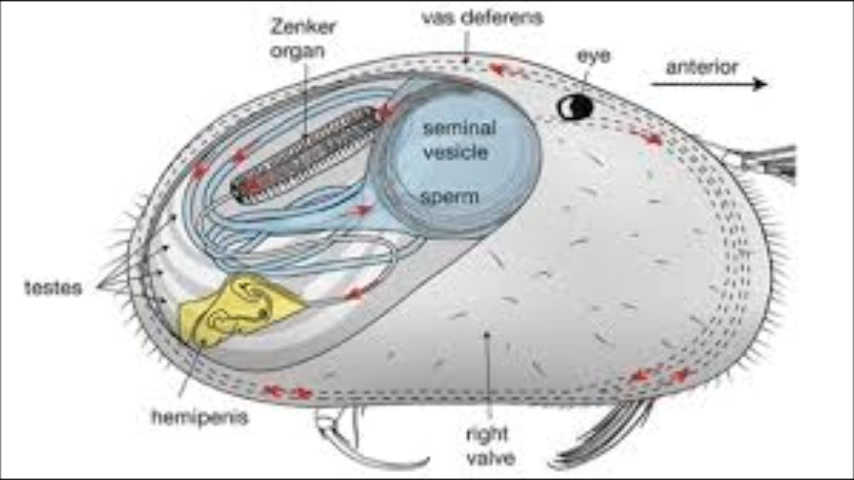 vas deferens
Zenker
organ
eye
anterior
seminal
vesicle
sperm
testes
hemipenis
right
valve